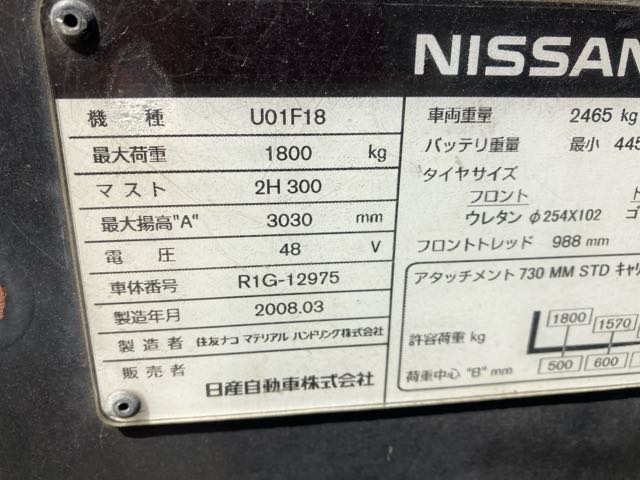 NISSAN
機種 U01F18
最大荷重 1800 kg
マスト 2H 300
最大揚高"A" 3030 mm
電圧 48 V
車体番号 R1G-12975
製造年月 2008.03
製造者 住友ナコ マテリアル ハンドリング株式会社
販売者 日産自動車株式会社
車両重量 2465 kg
バッテリ重量 最小 445
タイヤサイズ
フロント
ウレタン φ254X102
フロントトレッド 988 mm
アタッチメント 730 MM STD キャリ
許容荷重 kg 1800 1570
荷重中心 "B" mm 500 600